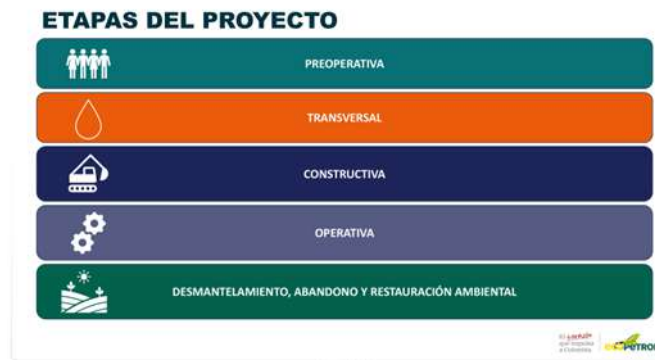 ETAPAS DEL PROYECTO
PREOPERATIVA
TRANSVERSAL
CONSTRUCTIVA
OPERATIVA
DESMANTELAMIENTO, ABANDONO Y RESTAURACIÓN AMBIENTAL